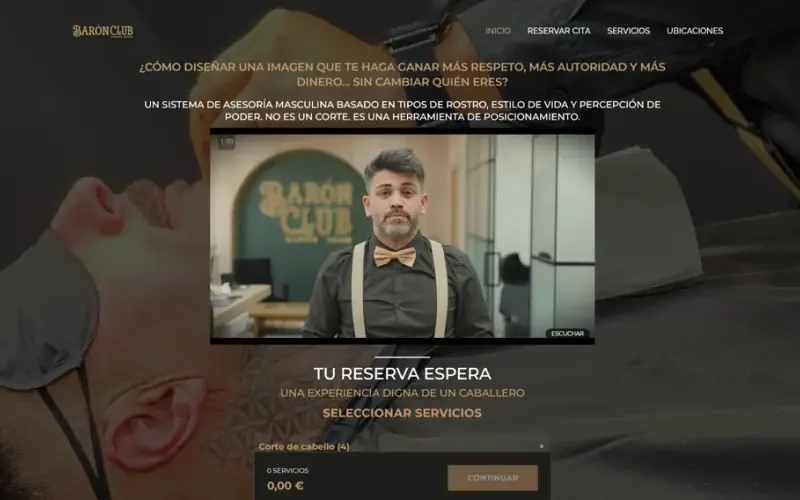 BARÓN CLUB
INICIO
RESERVAR CITA
SERVICIOS
UBICACIONES
¿CÓMO DISEÑAR UNA IMAGEN QUE TE HAGA GANAR MÁS RESPETO, MÁS AUTORIDAD Y MÁS
DINERO... SIN CAMBIAR QUIÉN ERES?
UN SISTEMA DE ASESORÍA MASCULINA BASADO EN TIPOS DE ROSTRO, ESTILO DE VIDA Y PERCEPCIÓN DE
PODER. NO ES UN CORTE. ES UNA HERRAMIENTA DE POSICIONAMIENTO.
BARÓN
CLUB
ESCUCHAR
TU RESERVA ESPERA
UNA EXPERIENCIA DIGNA DE UN CABALLERO
SELECCIONAR SERVICIOS
Corte de cabello (4)
0 SERVICIOS
0,00 €
CONTINUAR